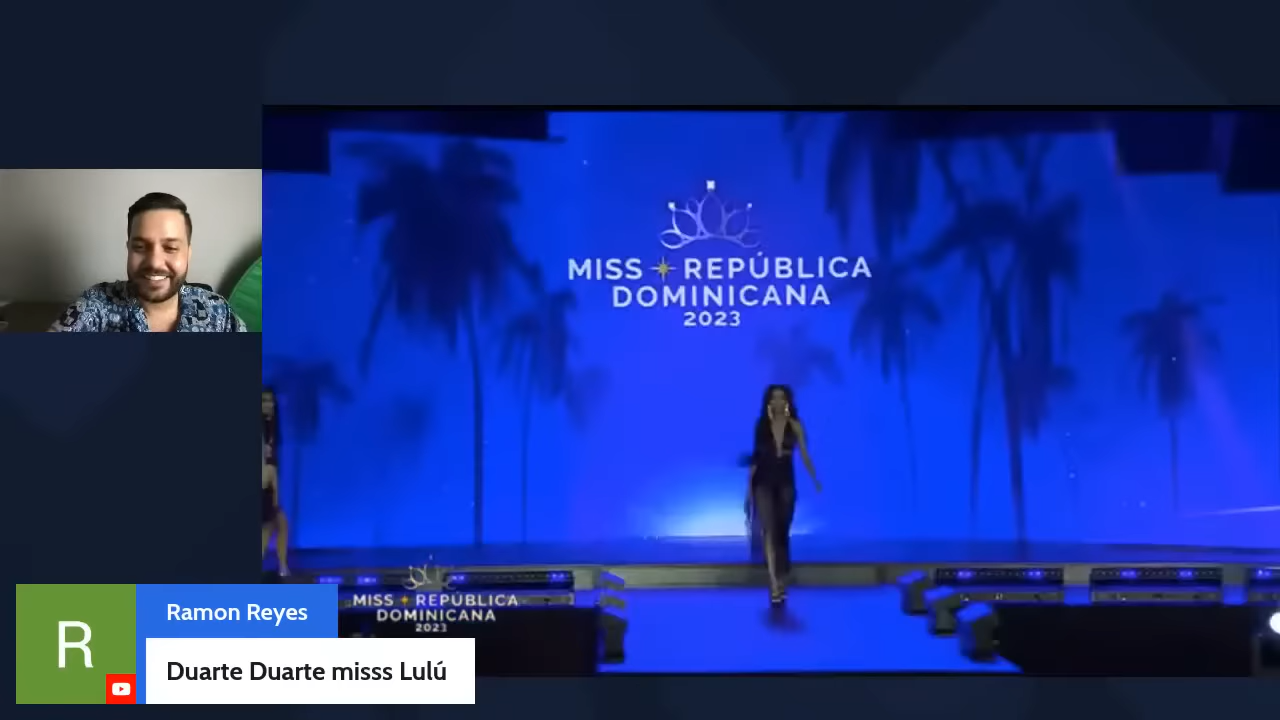 MISS REPÚBLICA
DOMINICANA
2023
MISS REPÚBLICA
DOMINICANA
2023
R
Ramon Reyes
Duarte Duarte misss Lulú